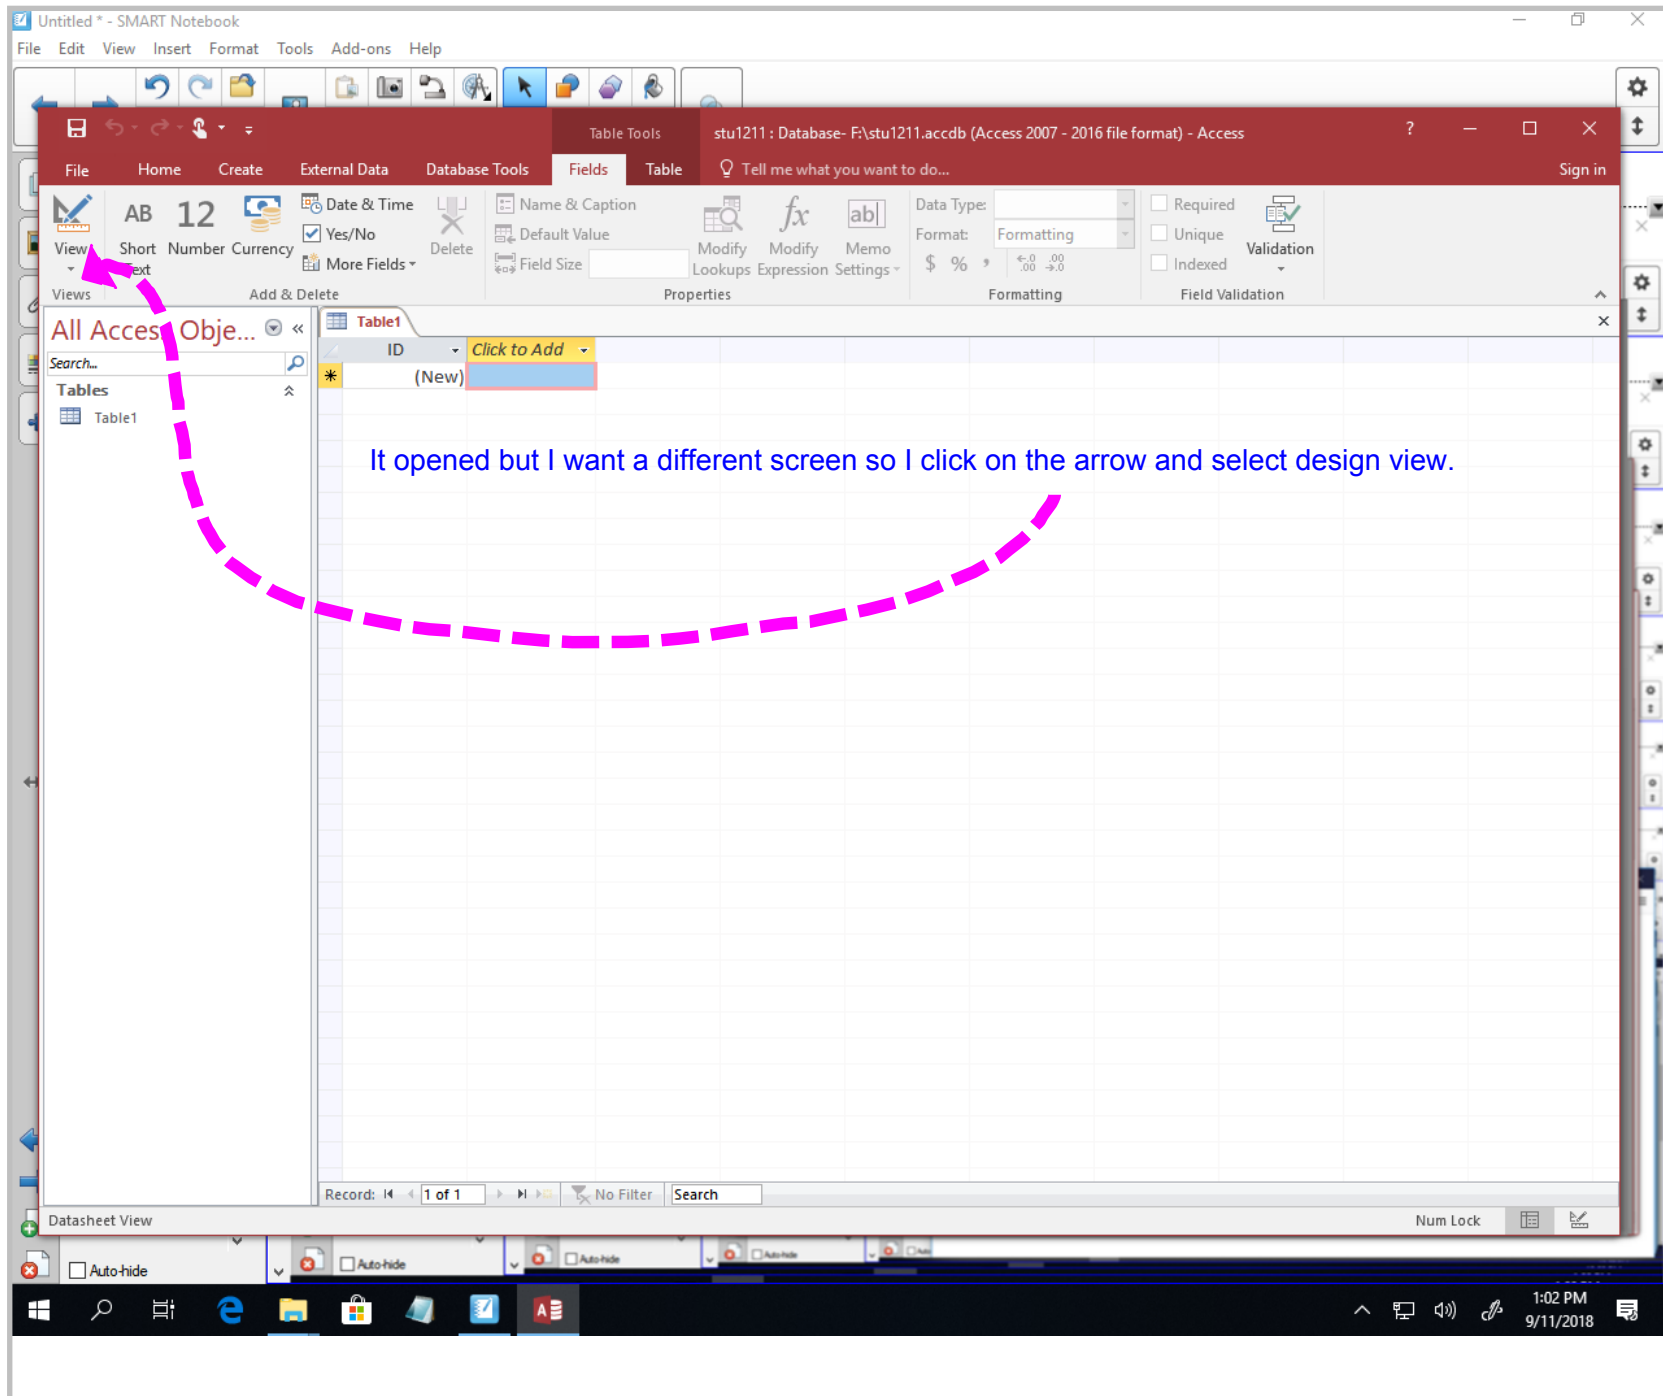 Untitled * - SMART Notebook
File Edit View Insert Format Tools Add-ons Help
Table Tools stu1211 : Database- F:\stu1211.accdb (Access 2007 - 2016 file format) - Access ?
File Home Create External Data Database Tools Fields Table Tell me what you want to do... Sign in
AB 12 Date & Time Name & Caption fx ab| Data Type: Required
Yes/No Default Value Format: Formatting Unique
View Short Number Currency Delete Modify Modify Memo Validation
Text More Fields Field Size Lookups Expression Settings $ % , Indexed
Views Add & Delete Properties Formatting Field Validation
All Access Obje... «
Table1
ID Click to Add
Search...
(New)
Tables
Table1
It opened but I want a different screen so I click on the arrow and select design view.
Record: 1 of 1 No Filter Search
Datasheet View Num Lock
Auto-hide Auto-hide Auto-hide Auto-hide
1:02 PM
9/11/2018